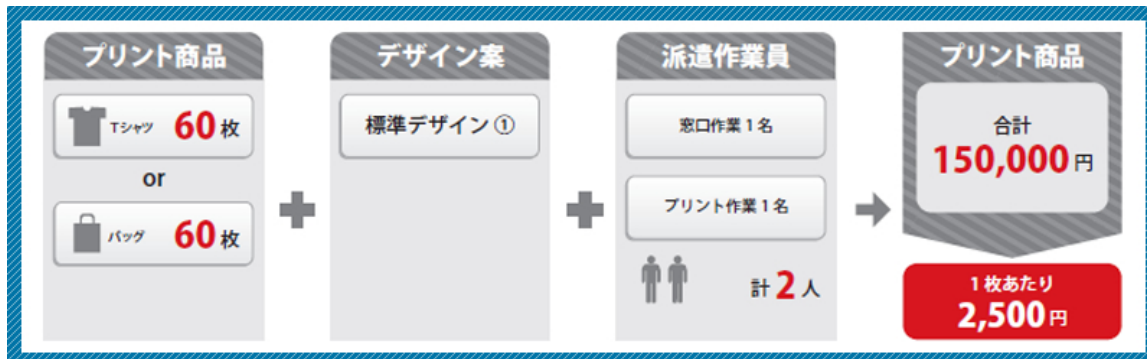 プリント商品
Tシャツ 60枚
or
バッグ 60枚
デザイン案
標準デザイン①
派遣作業員
窓口作業1名
プリント作業1名
計2人
プリント商品
合計
150,000円
1枚あたり
2,500円